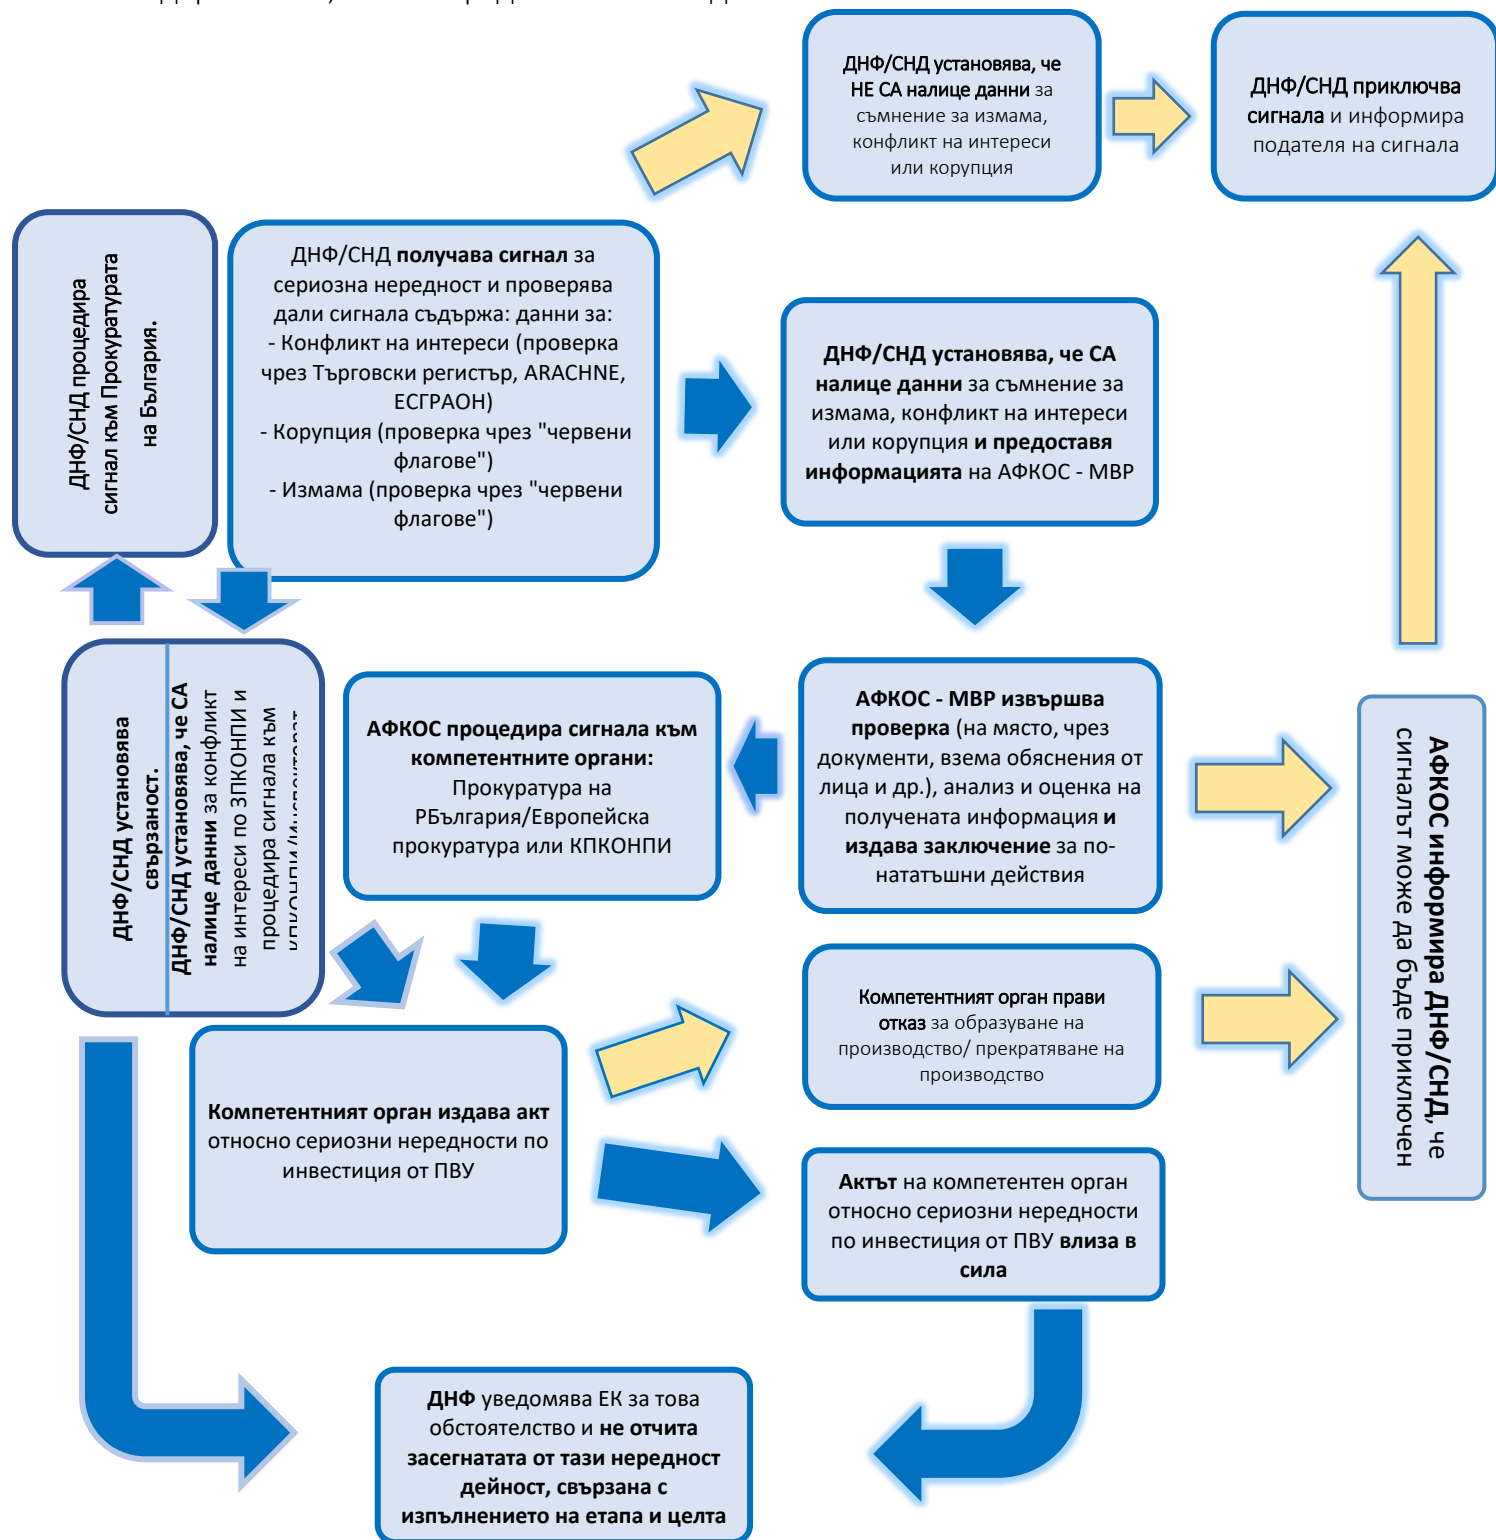 ДНФ/СНД установява, че
НЕ СА налице данни за
съмнение за измама,
конфликт на интереси
или корупция
ДНФ/СНД приключва
сигнала и информира
подателя на сигнала
ДНФ/СНД процедира
сигнал към Прокуратурата
на България.
ДНФ/СНД получава сигнал за
сериозна нередност и проверява
дали сигнала съдържа: данни за:
- Конфликт на интереси (проверка
чрез Търговски регистър, ARACHNE,
ЕСГРАОН)
- Корупция (проверка чрез "червени
флагове")
- Измама (проверка чрез "червени
флагове")
ДНФ/СНД установява, че СА
налице данни за съмнение за
измама, конфликт на интереси
или корупция и предоставя
информацията на АФКОС - МВР
ДНФ/СНД установява
свързаност.
ДНФ/СНД установява, че СА
налице данни за конфликт
на интереси по ЗПКОНПИ и
процедира сигнала към
КПКОНПИ/Инспекторат
АФКОС процедира сигнала към
компетентните органи:
Прокуратура на
РБългария/Европейска
прокуратура или КПКОНПИ
АФКОС - МВР извършва
проверка (на място, чрез
документи, взема обяснения от
лица и др.), анализ и оценка на
получената информация и
издава заключение за по-
нататъшни действия
АФКОС информира ДНФ/СНД, че
сигналът може да бъде приключен
Компетентният орган прави
отказ за образуване на
производство/ прекратяване на
производство
Компетентният орган издава акт
относно сериозни нередности по
инвестиция от ПВУ
Актът на компетентен орган
относно сериозни нередности
по инвестиция от ПВУ влиза в
сила
ДНФ уведомява ЕК за това
обстоятелство и не отчита
засегнатата от тази нередност
дейност, свързана с
изпълнението на етапа и целта